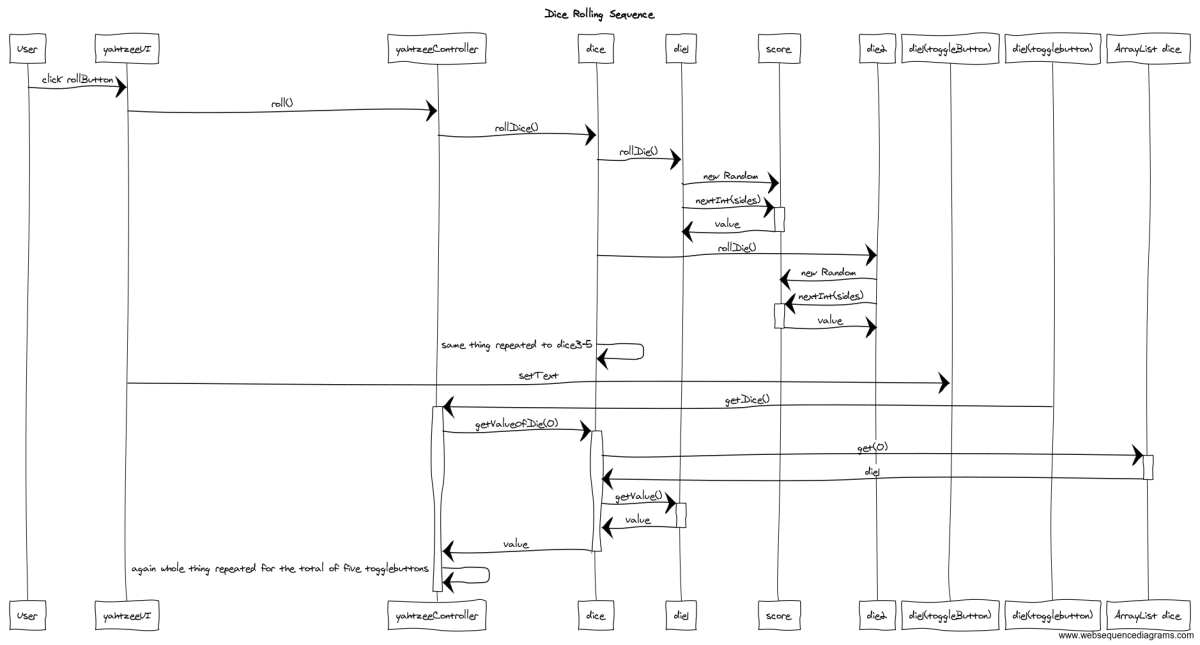 Dice Rolling Sequence
User
yahtzeeUI
yahtzeeController
dice
die1
score
die2
die1(toggleButton)
die1(togglebutton)
ArrayList dice
click rollButton
roll()
rollDice()
rollDie()
new Random
nextInt(sides)
value
rollDie()
new Random
nextInt(sides)
value
same thing repeated to dice3-5
setText
getDice()
getValueOfDie(0)
get(0)
die1
getValue()
value
value
again whole thing repeated for the total of five togglebuttons
User
yahtzeeUI
yahtzeeController
dice
die1
score
die2
die1(toggleButton)
die1(togglebutton)
ArrayList dice
www.websequencediagrams.com